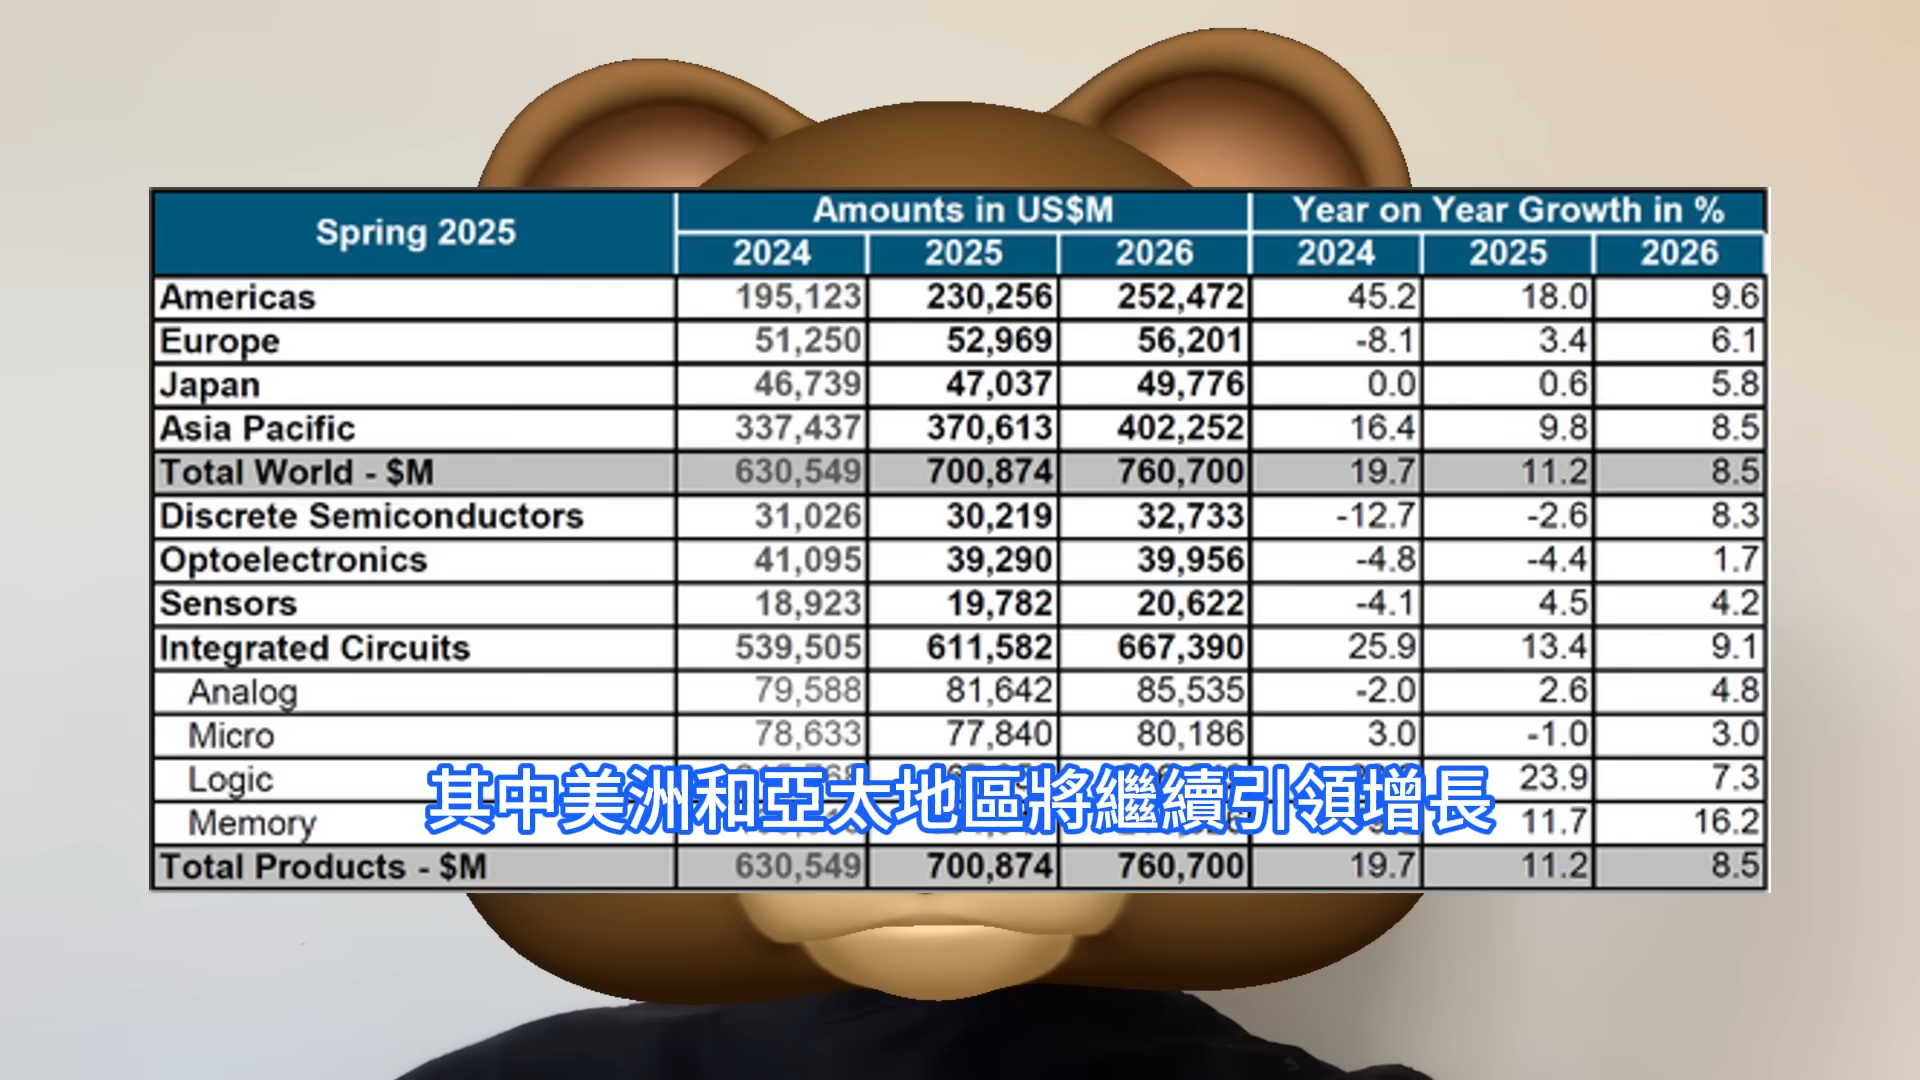 Spring 2025 Amounts in US$M Year on Year Growth in %
2024 2025 2026 2024 2025 2026
Americas 195,123 230,256 252,472 45.2 18.0 9.6
Europe 51,250 52,969 56,201 -8.1 3.4 6.1
Japan 46,739 47,037 49,776 0.0 0.6 5.8
Asia Pacific 337,437 370,613 402,252 16.4 9.8 8.5
Total World - $M 630,549 700,874 760,700 19.7 11.2 8.5
Discrete Semiconductors 31,026 30,219 32,733 -12.7 -2.6 8.3
Optoelectronics 41,095 39,290 39,956 -4.8 -4.4 1.7
Sensors 18,923 19,782 20,622 -4.1 4.5 4.2
Integrated Circuits 539,505 611,582 667,390 25.9 13.4 9.1
Analog 79,588 81,642 85,535 -2.0 2.6 4.8
Micro 78,633 77,840 80,186 3.0 -1.0 3.0
Logic 23.9 7.3
其中美洲和亞太地區將繼續引領增長
Memory 11.7 16.2
Total Products - $M 630,549 700,874 760,700 19.7 11.2 8.5